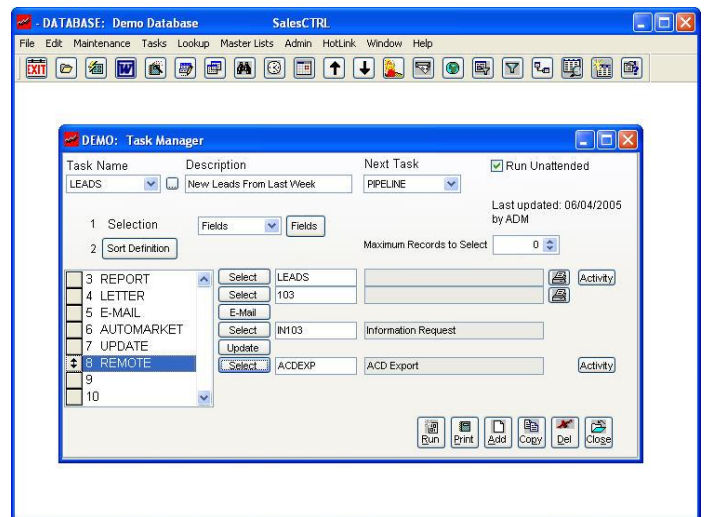 - DATABASE: Demo Database SalesCTRL
File Edit Maintenance Tasks Lookup Master Lists Admin HotLink Window Help
EXIT
W
DEMO: Task Manager
Task Name Description Next Task Run Unattended
LEADS ... New Leads From Last Week PIPELINE
Last updated: 06/04/2005
by ADM
1 Selection Fields Fields
2 Sort Definition Maximum Records to Select 0
3 REPORT Select LEADS Activity
4 LETTER Select 103
5 E-MAIL E-Mail
6 AUTOMARKET Select IN103 Information Request
7 UPDATE Update
8 REMOTE Select ACDEXP ACD Export Activity
9
10
Run Print Add Copy Del Close